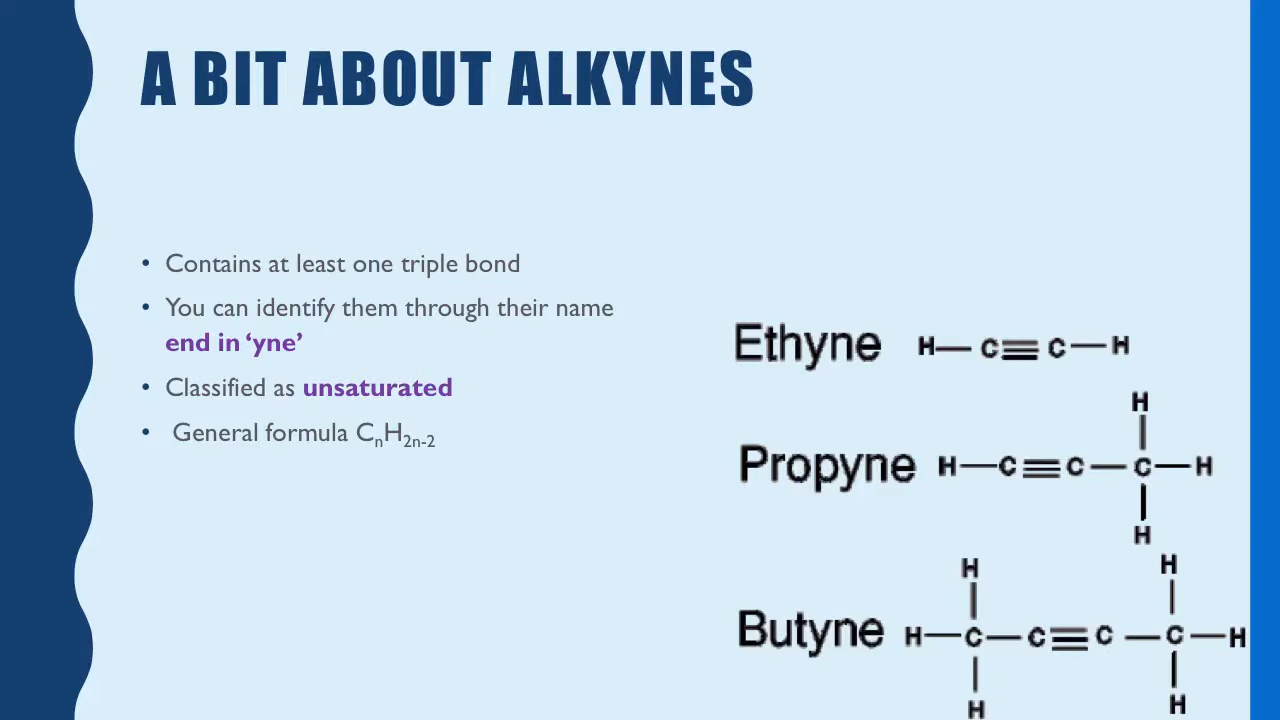 A BIT ABOUT ALKYNES
• Contains at least one triple bond
• You can identify them through their name
end in ‘yne’
• Classified as unsaturated
• General formula CₙH₂ₙ₋₂
Ethyne H—C≡C—H
H
Propyne H—C≡C—C—H
H
H H
Butyne H—C—C≡C—C—H
H H